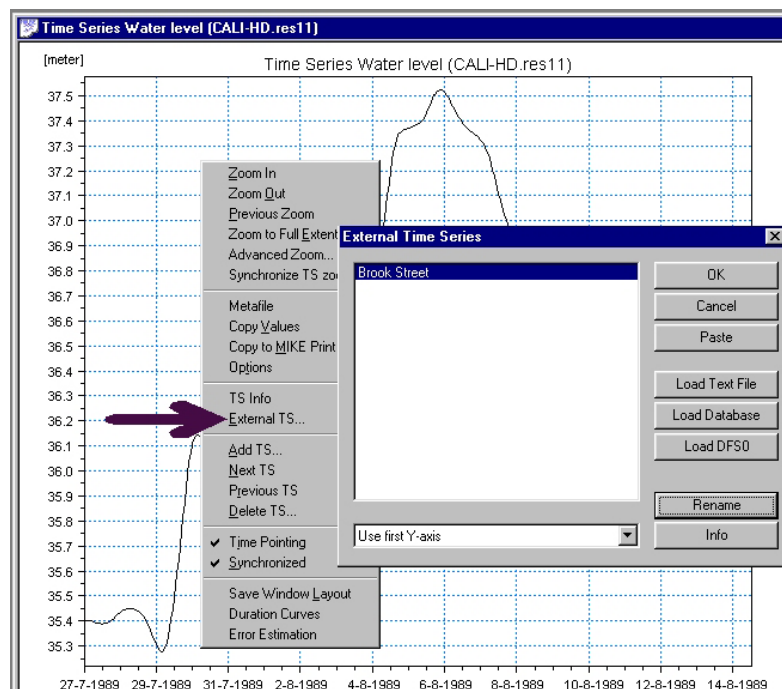 Time Series Water level (CALI-HD.res11)
[meter]
Time Series Water level (CALI-HD.res11)
37.5
37.4
37.3
37.2
37.1
37.0
36.9
36.8
36.7
36.6
36.5
36.4
36.3
36.2
36.1
36.0
35.9
35.8
35.7
35.6
35.5
35.4
35.3
27-7-1989 29-7-1989 31-7-1989 2-8-1989 4-8-1989 6-8-1989 8-8-1989 10-8-1989 12-8-1989 14-8-1989
Zoom In
Zoom Out
Previous Zoom
Zoom to Full Extent
Advanced Zoom...
Synchronize TS
Metafile
Copy Values
Copy to MIKE Print
Options
TS Info
External TS...
Add TS...
Next TS
Previous TS
Delete TS...
Time Pointing
Synchronized
Save Window Layout
Duration Curves
Error Estimation
External Time Series
Brook Street
Use first Y-axis
OK
Cancel
Paste
Load Text File
Load Database
Load DFS0
Rename
Info